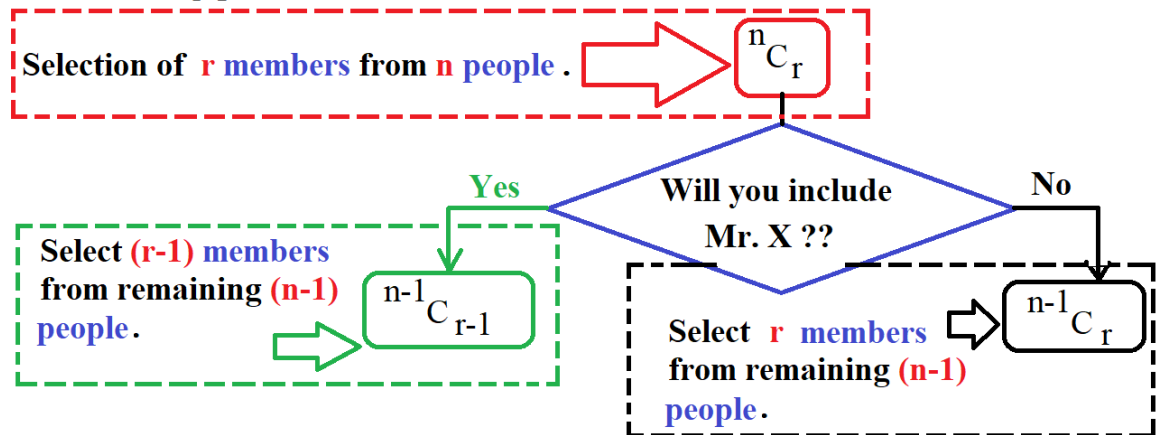 Selection of r members from n people .
nCr
Will you include
Mr. X ??
Yes
No
Select (r-1) members
from remaining (n-1)
people.
n-1Cr-1
Select r members
from remaining (n-1)
people.
n-1Cr